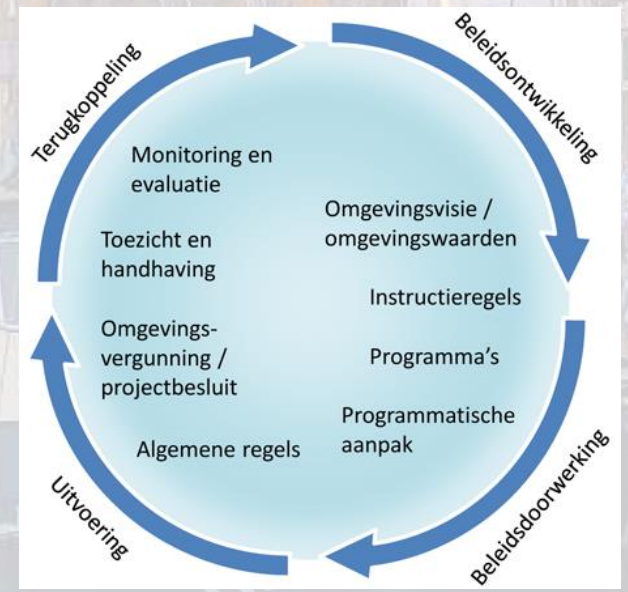 Terugkoppeling
Beleidsontwikkeling
Monitoring en
evaluatie
Omgevingsvisie /
omgevingswaarden
Toezicht en
handhaving
Instructieregels
Omgevings-
vergunning /
projectbesluit
Programma's
Programmatische
aanpak
Algemene regels
Uitvoering
Beleidsdoorwerking